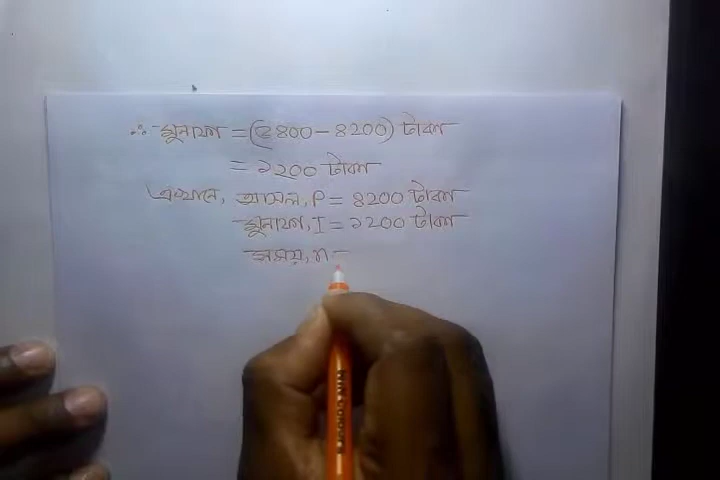 ∴ মুনাফা = (৫৪০০ − ৪২০০) টাকা
= ১২০০ টাকা
এখানে, আসল, P = ৪২০০ টাকা
মুনাফা, I = ১২০০ টাকা
সময়, n −